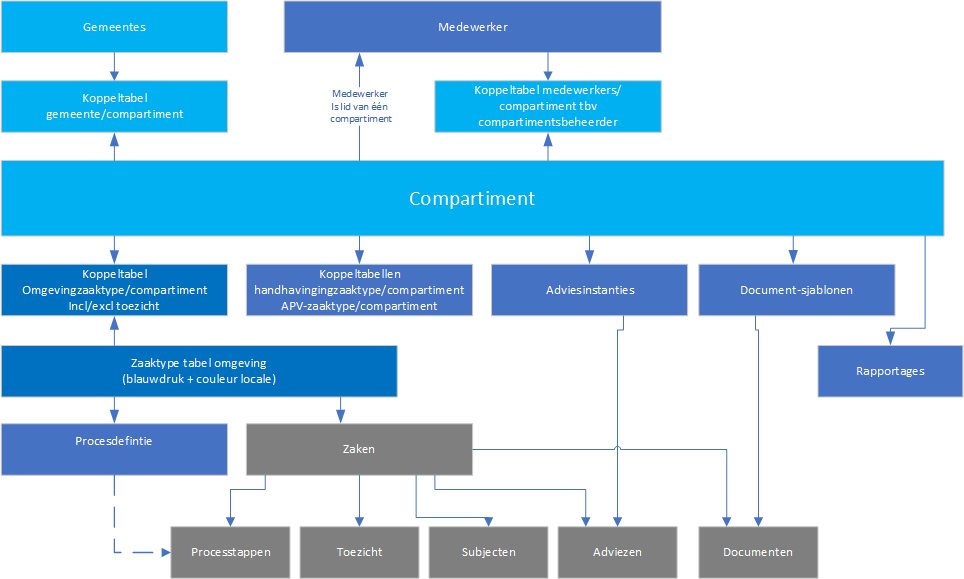 Gemeentes
Medewerker
Koppeltabel
gemeente/compartiment
Medewerker
Is lid van één
compartiment
Koppeltabel medewerkers/
compartiment tbv
compartimentsbeheerder
Compartiment
Koppeltabel
Omgevingzaaktype/compartiment
Incl/excl toezicht
Koppeltabellen
handhavingingzaaktype/compartiment
APV-zaaktype/compartiment
Adviesinstanties
Document-sjablonen
Zaaktype tabel omgeving
(blauwdruk + couleur locale)
Rapportages
Procesdefintie
Zaken
Processtappen
Toezicht
Subjecten
Adviezen
Documenten